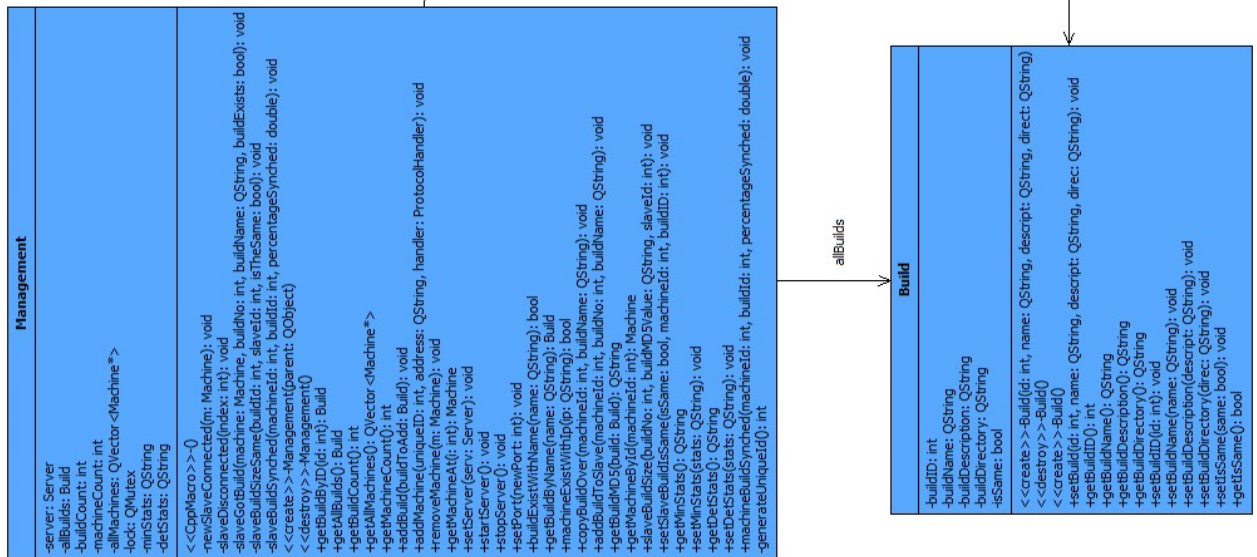 Management
-server: Server
-allBuilds: Build
-buildCount: int
-machineCount: int
-allMachines: QVector<Machine*>
-lock: QMutex
-minStats: QString
-detStats: QString
<<CppMacro>>-()
-newSlaveConnected(m: Machine): void
-slaveDisconnected(index: int): void
-slaveGotBuild(machine: Machine, buildNo: int, buildName: QString, buildExists: bool): void
-slaveBuildSizeSame(buildId: int, slaveId: int, isTheSame: bool): void
-slaveBuildSynched(machineId: int, buildId: int, percentageSynched: double): void
<<create>>-Management(parent: QObject)
<<destroy>>-Management()
+getBuildByID(id: int): Build
+getAllBuilds(): Build
+getBuildCount(): int
+getAllMachines(): QVector<Machine*>
+getMachineCount(): int
+addBuild(buildToAdd: Build): void
+addMachine(uniqueID: int, address: QString, handler: ProtocolHandler): void
+removeMachine(m: Machine): void
+getMachineAt(i: int): Machine
+setServer(serv: Server): void
+startServer(): void
+stopServer(): void
+setPort(newPort: int): void
+buildExistWithName(name: QString): bool
+getBuildByName(name: QString): Build
+machineExistWithIp(ip: QString): bool
+copyBuildOver(machineId: int, buildName: QString): void
+addBuildToSlave(machineId: int, buildNo: int, buildName: QString): void
+getBuildMD5(build: Build): QString
+getMachineById(machineId: int): Machine
+slaveBuildSize(buildNo: int, buildMD5Value: QString, slaveId: int): void
+setSlaveBuildIsSame(isSame: bool, machineId: int, buildID: int): void
+getMinStats(): QString
+setMinStats(stats: QString): void
+getDetStats(): QString
+setDetStats(stats: QString): void
+machineBuildSynched(machineId: int, buildId: int, percentageSynched: double): void
-generateUniqueId(): int
allBuilds
Build
-buildID: int
-buildName: QString
-buildDescription: QString
-buildDirectory: QString
-isSame: bool
<<create>>-Build(id: int, name: QString, descript: QString, direct: QString)
<<destroy>>-Build()
<<create>>-Build()
+setBuild(id: int, name: QString, descript: QString, direc: QString): void
+getBuildID(): int
+getBuildName(): QString
+getBuildDescription(): QString
+getBuildDirectory(): QString
+setBuildID(id: int): void
+setBuildName(name: QString): void
+setBuildDescription(descript: QString): void
+setBuildDirectory(direc: QString): void
+setIsSame(same: bool): void
+getIsSame(): bool